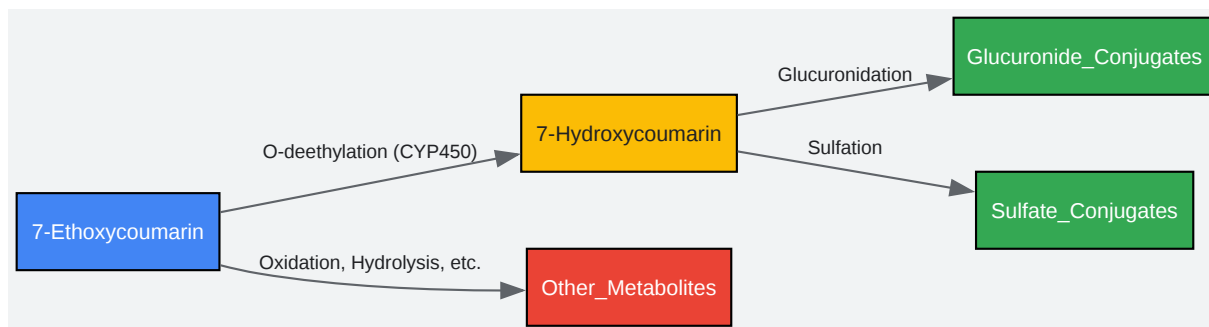 Glucuronide_Conjugates
Glucuronidation
7-Hydroxycoumarin
O-deethylation (CYP450)
Sulfation
Sulfate_Conjugates
7-Ethoxycoumarin
Oxidation, Hydrolysis, etc.
Other_Metabolites